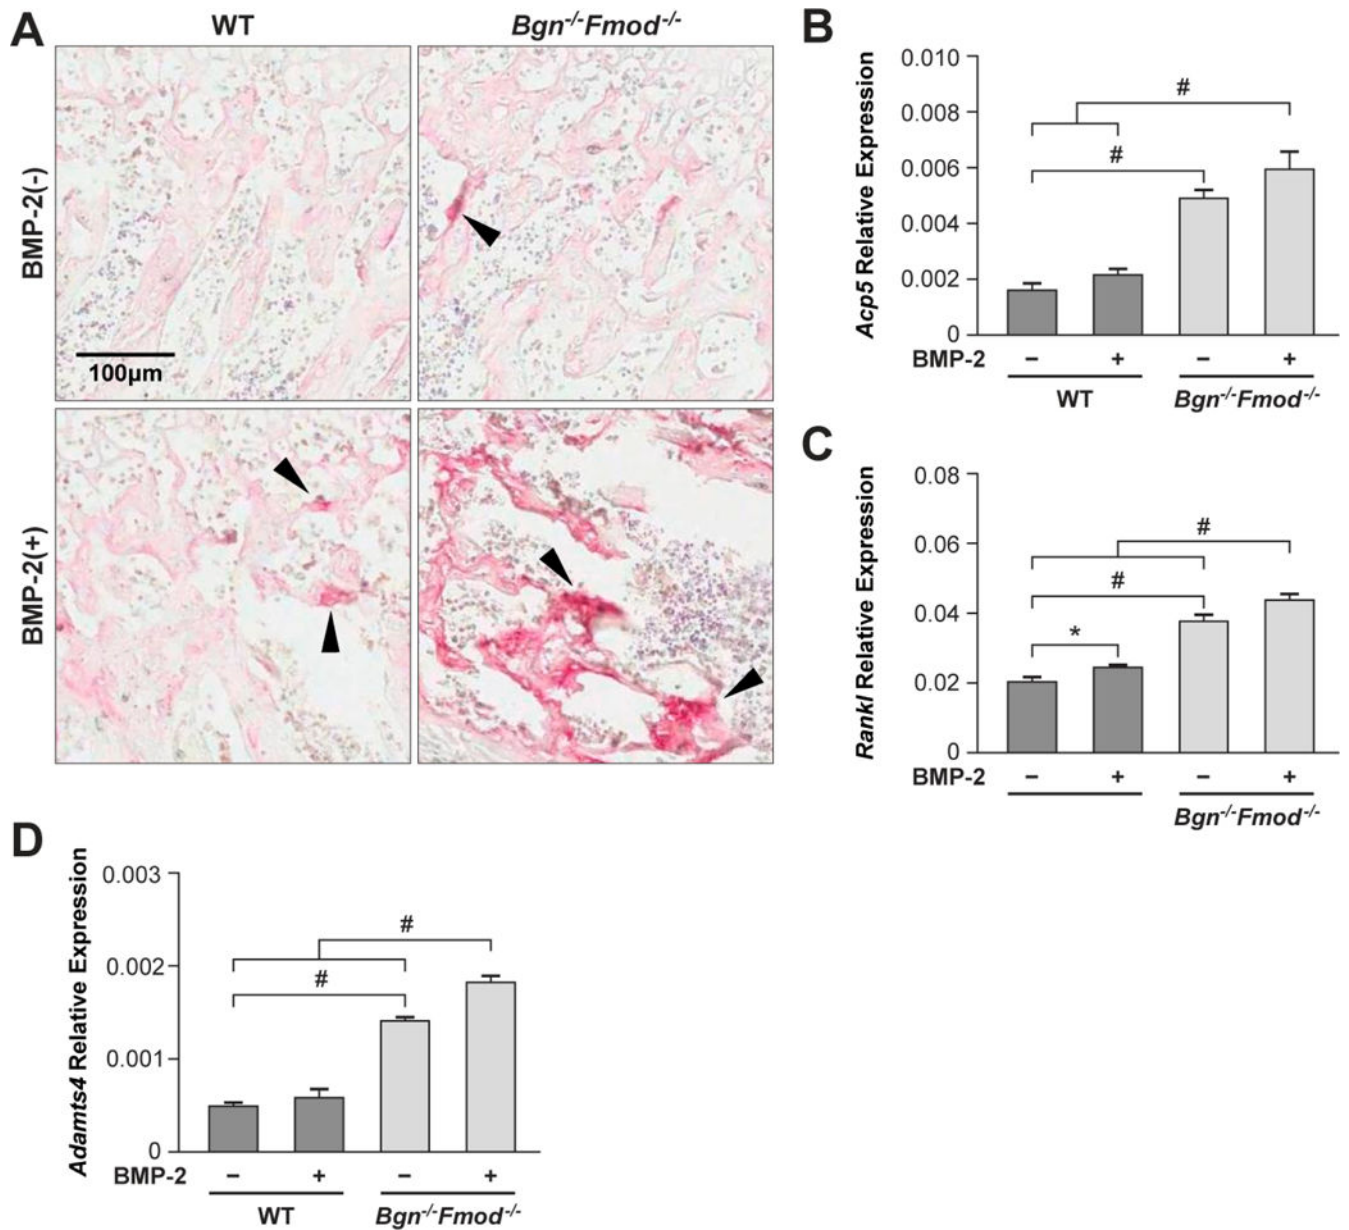 A
WT
Bgn-/-Fmod-/-
BMP-2(-)
100μm
BMP-2(+)
B
Acp5 Relative Expression
0.010
0.008
0.006
0.004
0.002
0
#
#
BMP-2 − + − +
WT
Bgn-/-Fmod-/-
C
Rankl Relative Expression
0.08
0.06
0.04
0.02
0
#
#
*
BMP-2 − + − +
Bgn-/-Fmod-/-
D
Adamts4 Relative Expression
0.003
0.002
0.001
0
#
#
BMP-2 − + − +
WT
Bgn-/-Fmod-/-